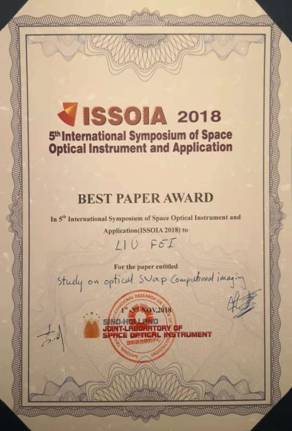 ISSOIA 2018
5th International Symposium of Space
Optical Instrument and Application
BEST PAPER AWARD
In 5th International Symposium of Space Optical Instrument and
Application(ISSOIA 2018) to
LIU FEI
For the paper entitled
Study on optical SWaP Computational imaging
NOV,2018
SINO-HOLLAND
JOINT-LABORATORY OF
SPACE OPTICAL INSTRUMENT